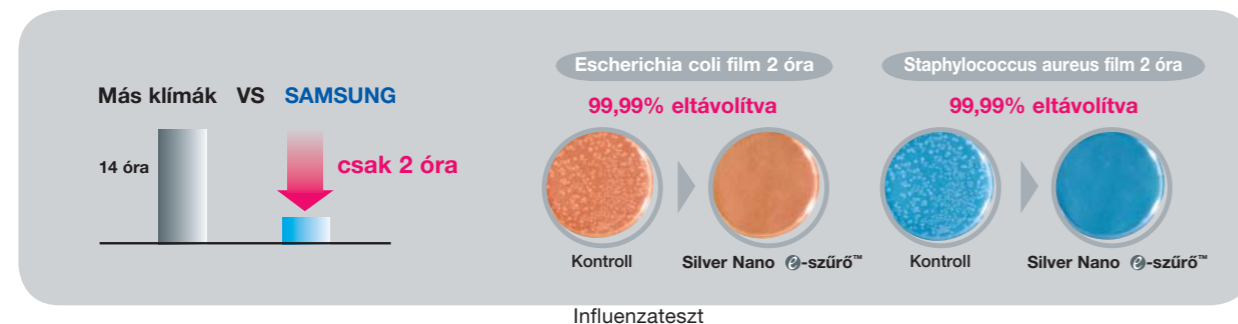 Más klímák VS SAMSUNG
14 óra
csak 2 óra
Escherichia coli film 2 óra
99,99% eltávolítva
Kontroll
Silver Nano e-szűrő™
Staphylococcus aureus film 2 óra
99,99% eltávolítva
Kontroll
Silver Nano e-szűrő™
Influenzateszt